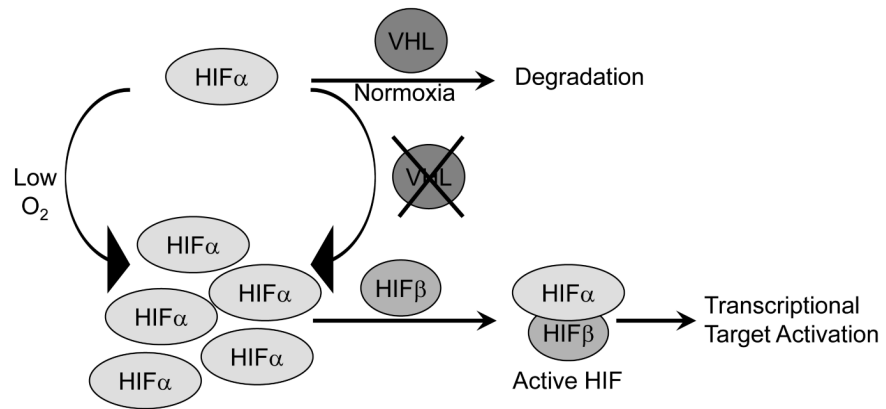 VHL
HIFα
Normoxia
Degradation
Low
O₂
VHL
HIFα
HIFα
HIFα
HIFα
HIFα
HIFβ
HIFα
HIFβ
Active HIF
Transcriptional
Target Activation